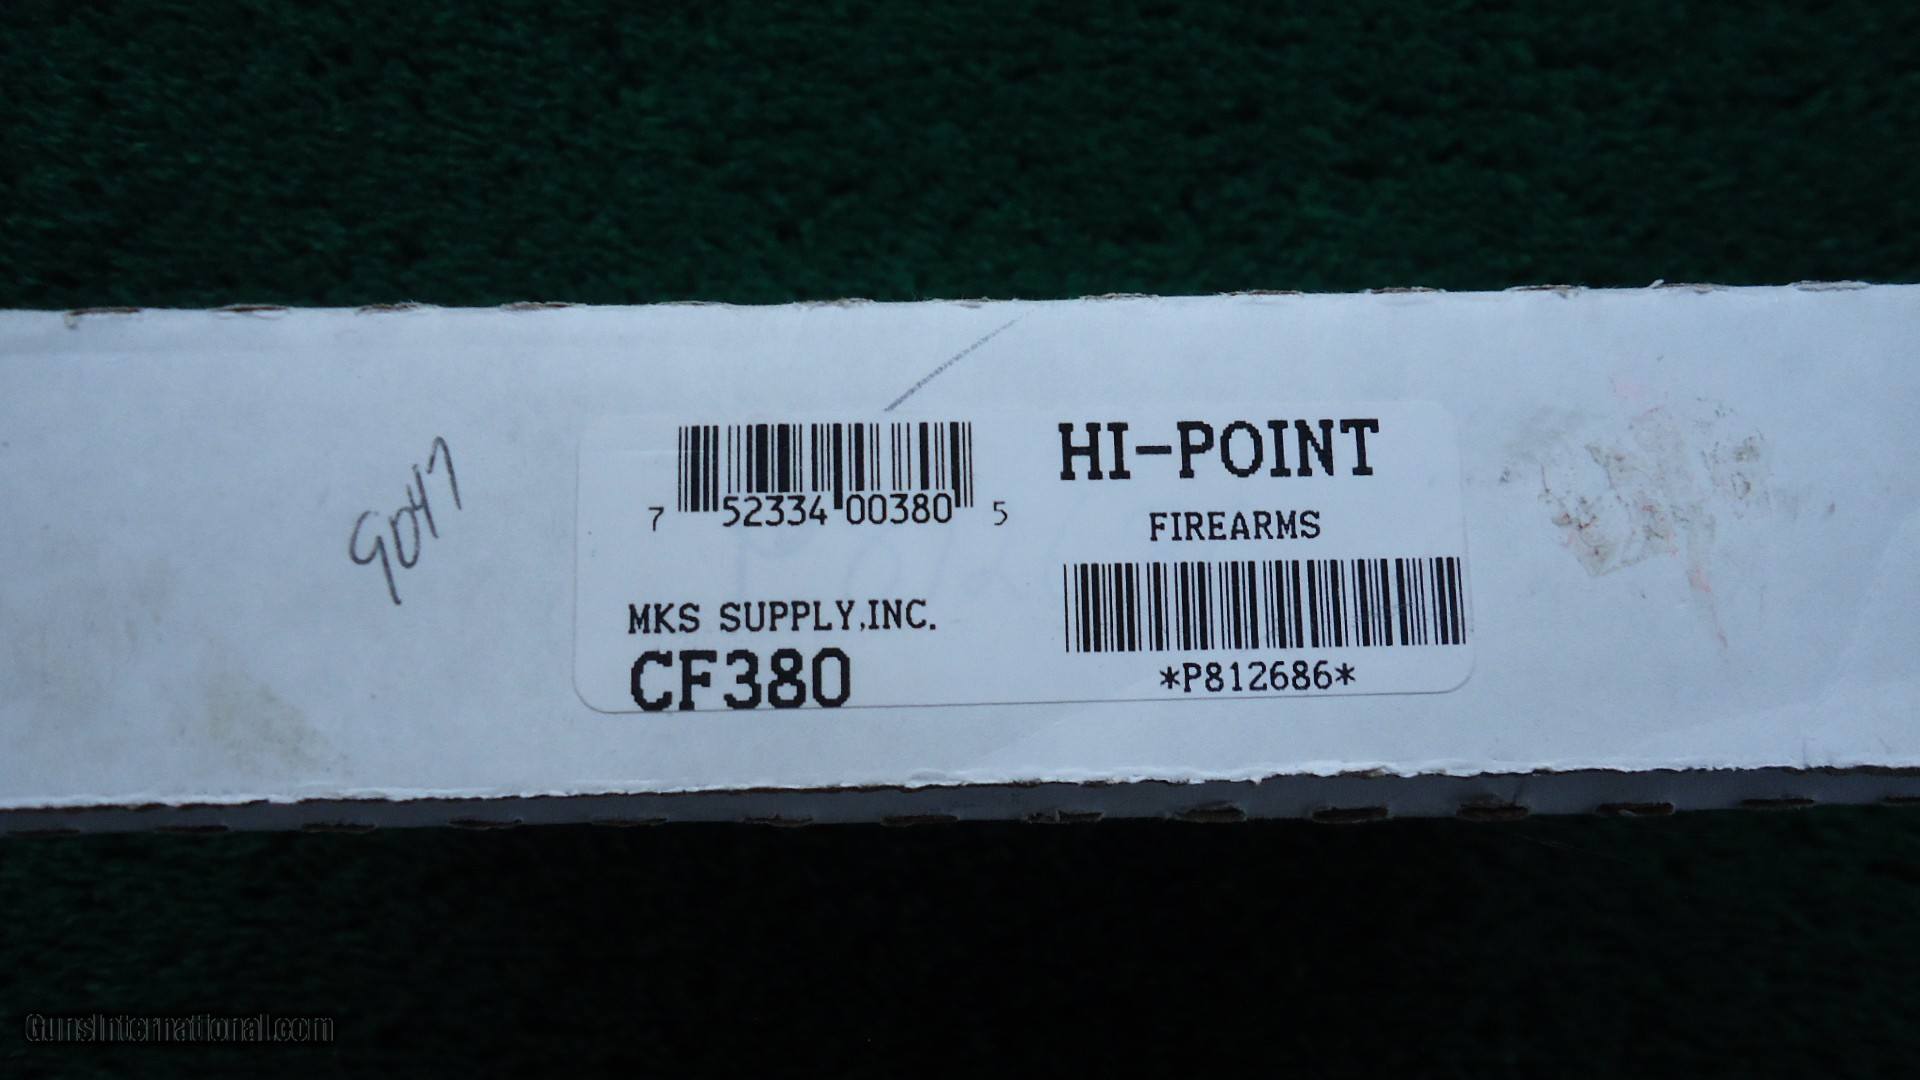 9047
7 52334 00380 5
MKS SUPPLY,INC.
CF380
HI-POINT
FIREARMS
*P812686*
GunsInternational.com